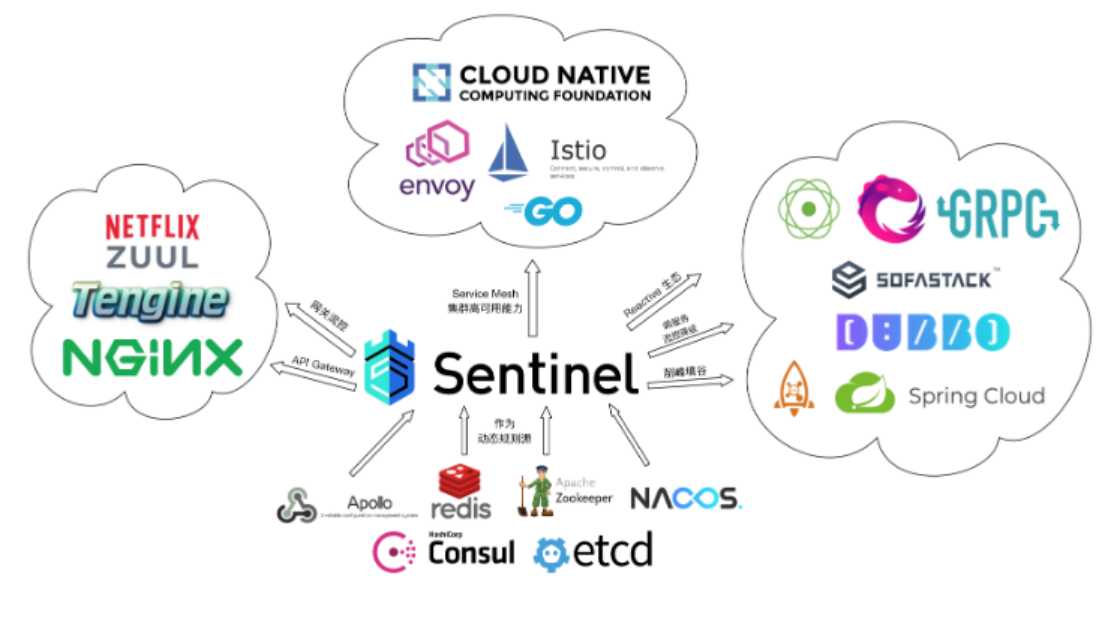 CLOUD NATIVE
COMPUTING FOUNDATION
envoy
Istio
Connect, secure, control, and observe
services.
GO
NETFLIX
ZUUL
Tengine
NGINX
GRPC
SOFASTACK™
DUBBO
Spring Cloud
Service Mesh
集群高可用能力
网关流控
API Gateway
Reactive 生态
微服务
流控降级
削峰填谷
Sentinel
作为
动态规则源
Apollo
A reliable configuration management system
redis
Apache
Zookeeper
NACOS.
HashiCorp
Consul
etcd